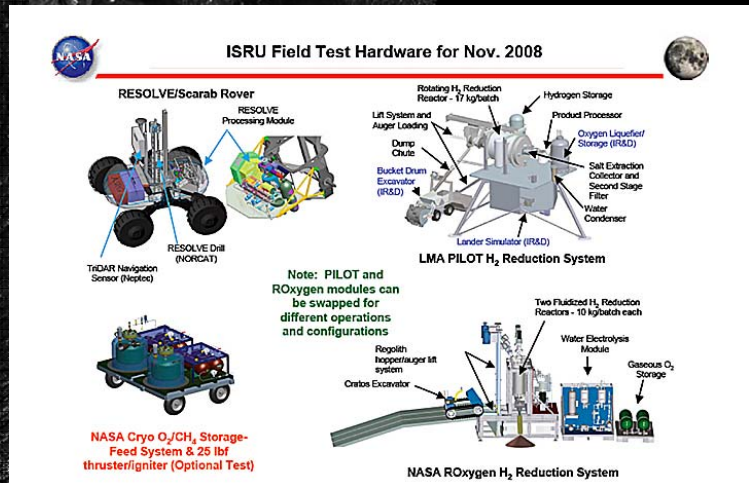 NASA
ISRU Field Test Hardware for Nov. 2008
RESOLVE/Scarab Rover
RESOLVE
Processing Module
RESOLVE Drill
(NORCAT)
TriDAR Navigation
Sensor (Neptec)
Rotating H2 Reduction
Reactor - 17 kg/batch
Hydrogen Storage
Product Processor
Lift System and
Auger Loading
Oxygen Liquefier/
Storage (IR&D)
Dump
Chute
Bucket Drum
Excavator
(IR&D)
Salt Extraction
Collector and
Second Stage
Filter
Water
Condenser
Lander Simulator (IR&D)
LMA PILOT H2 Reduction System
Note: PILOT and
ROxygen modules can
be swapped for
different operations
and configurations
NASA Cryo O2/CH4 Storage-
Feed System & 25 lbf
thruster/igniter (Optional Test)
Two Fluidized H2 Reduction
Reactors - 10 kg/batch each
Regolith
hopper/auger lift
system
Water Electrolysis
Module
Cratos Excavator
Gaseous O2
Storage
NASA ROxygen H2 Reduction System